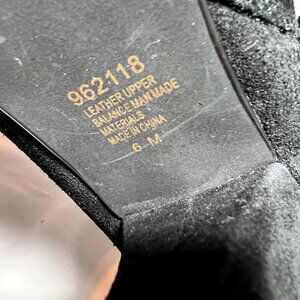 962118
LEATHER UPPER
BALANCE MAN MADE
MATERIALS
MADE IN CHINA
6 M